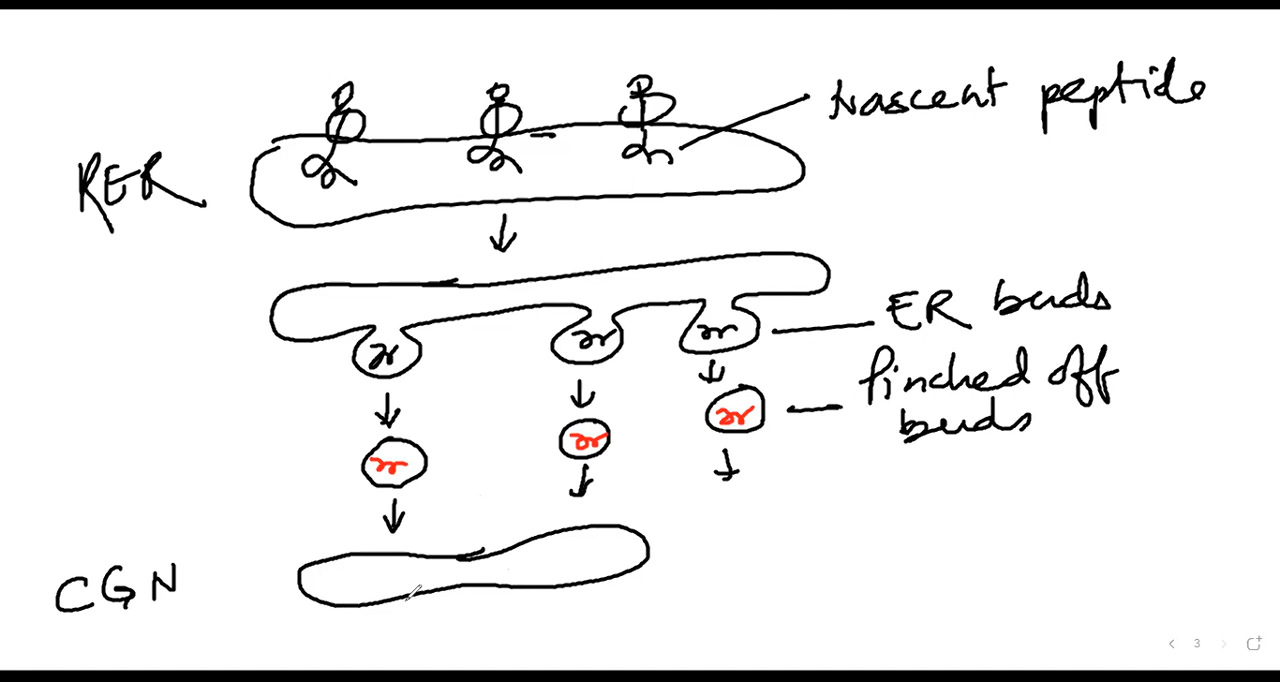 Nascent peptide
RER
ER buds
Pinched off
buds
CGN
3